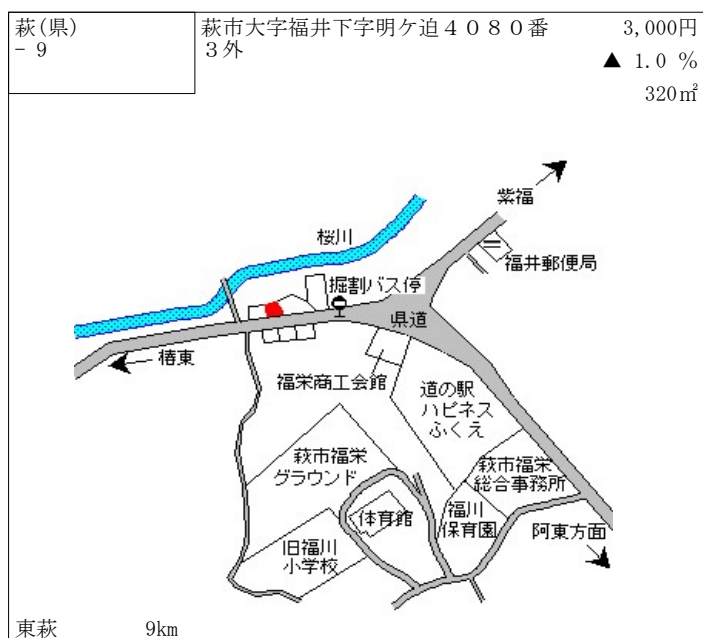 萩(県)
- 9
萩市大字福井下字明ケ迫４０８０番
３外
3,000円
▲ 1.0 %
320㎡
紫福
桜川
福井郵便局
掘割バス停
県道
椿東
福栄商工会館
道の駅
ハピネス
ふくえ
萩市福栄
グラウンド
萩市福栄
総合事務所
体育館
福川
保育園
阿東方面
旧福川
小学校
東萩 9km